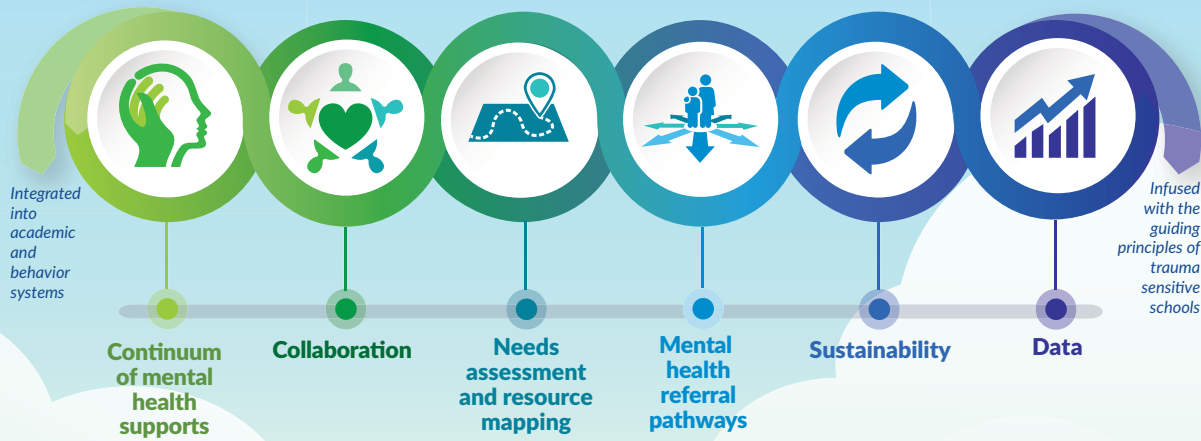 Integrated
into
academic
and
behavior
systems
Infused
with the
guiding
principles of
trauma
sensitive
schools
Continuum
of mental
health
supports
Collaboration
Needs
assessment
and resource
mapping
Mental
health
referral
pathways
Sustainability
Data